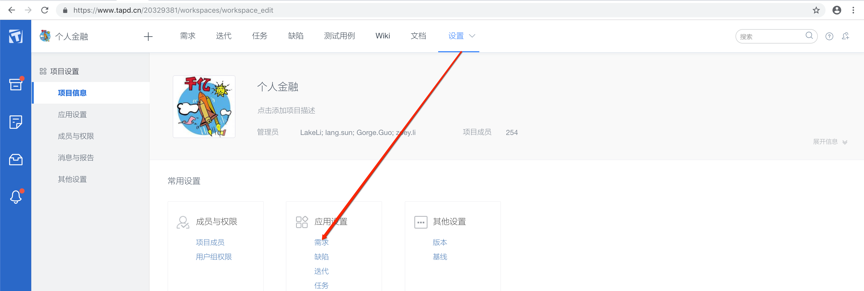 https://www.tapd.cn/20329381/workspaces/workspace_edit
个人金融
需求 迭代 任务 缺陷 测试用例 Wiki 文档 设置
搜索
项目设置
项目信息
应用设置
成员与权限
消息与报告
其他设置
千亿
个人金融
点击添加项目描述
管理员 LakeLi; lang.sun; Gorge.Guo; zoey.li
项目成员 254
展开信息
常用设置
成员与权限
项目成员
用户组权限
应用设置
需求
缺陷
迭代
任务
其他设置
版本
基线